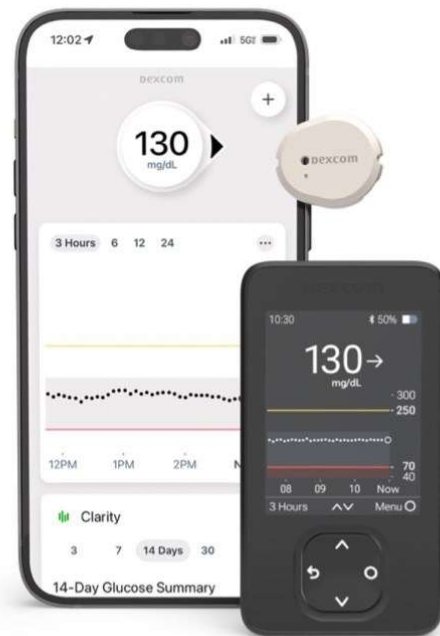 12:02
5G
Dexcom
+
130
mg/dL
3 Hours 6 12 24
12PM 1PM 2PM N
Clarity
3 7 14 Days 30
14-Day Glucose Summary
Dexcom
dexcom
10:30 50%
130
mg/dL
300
250
70
40
08 09 10 Now
3 Hours Menu